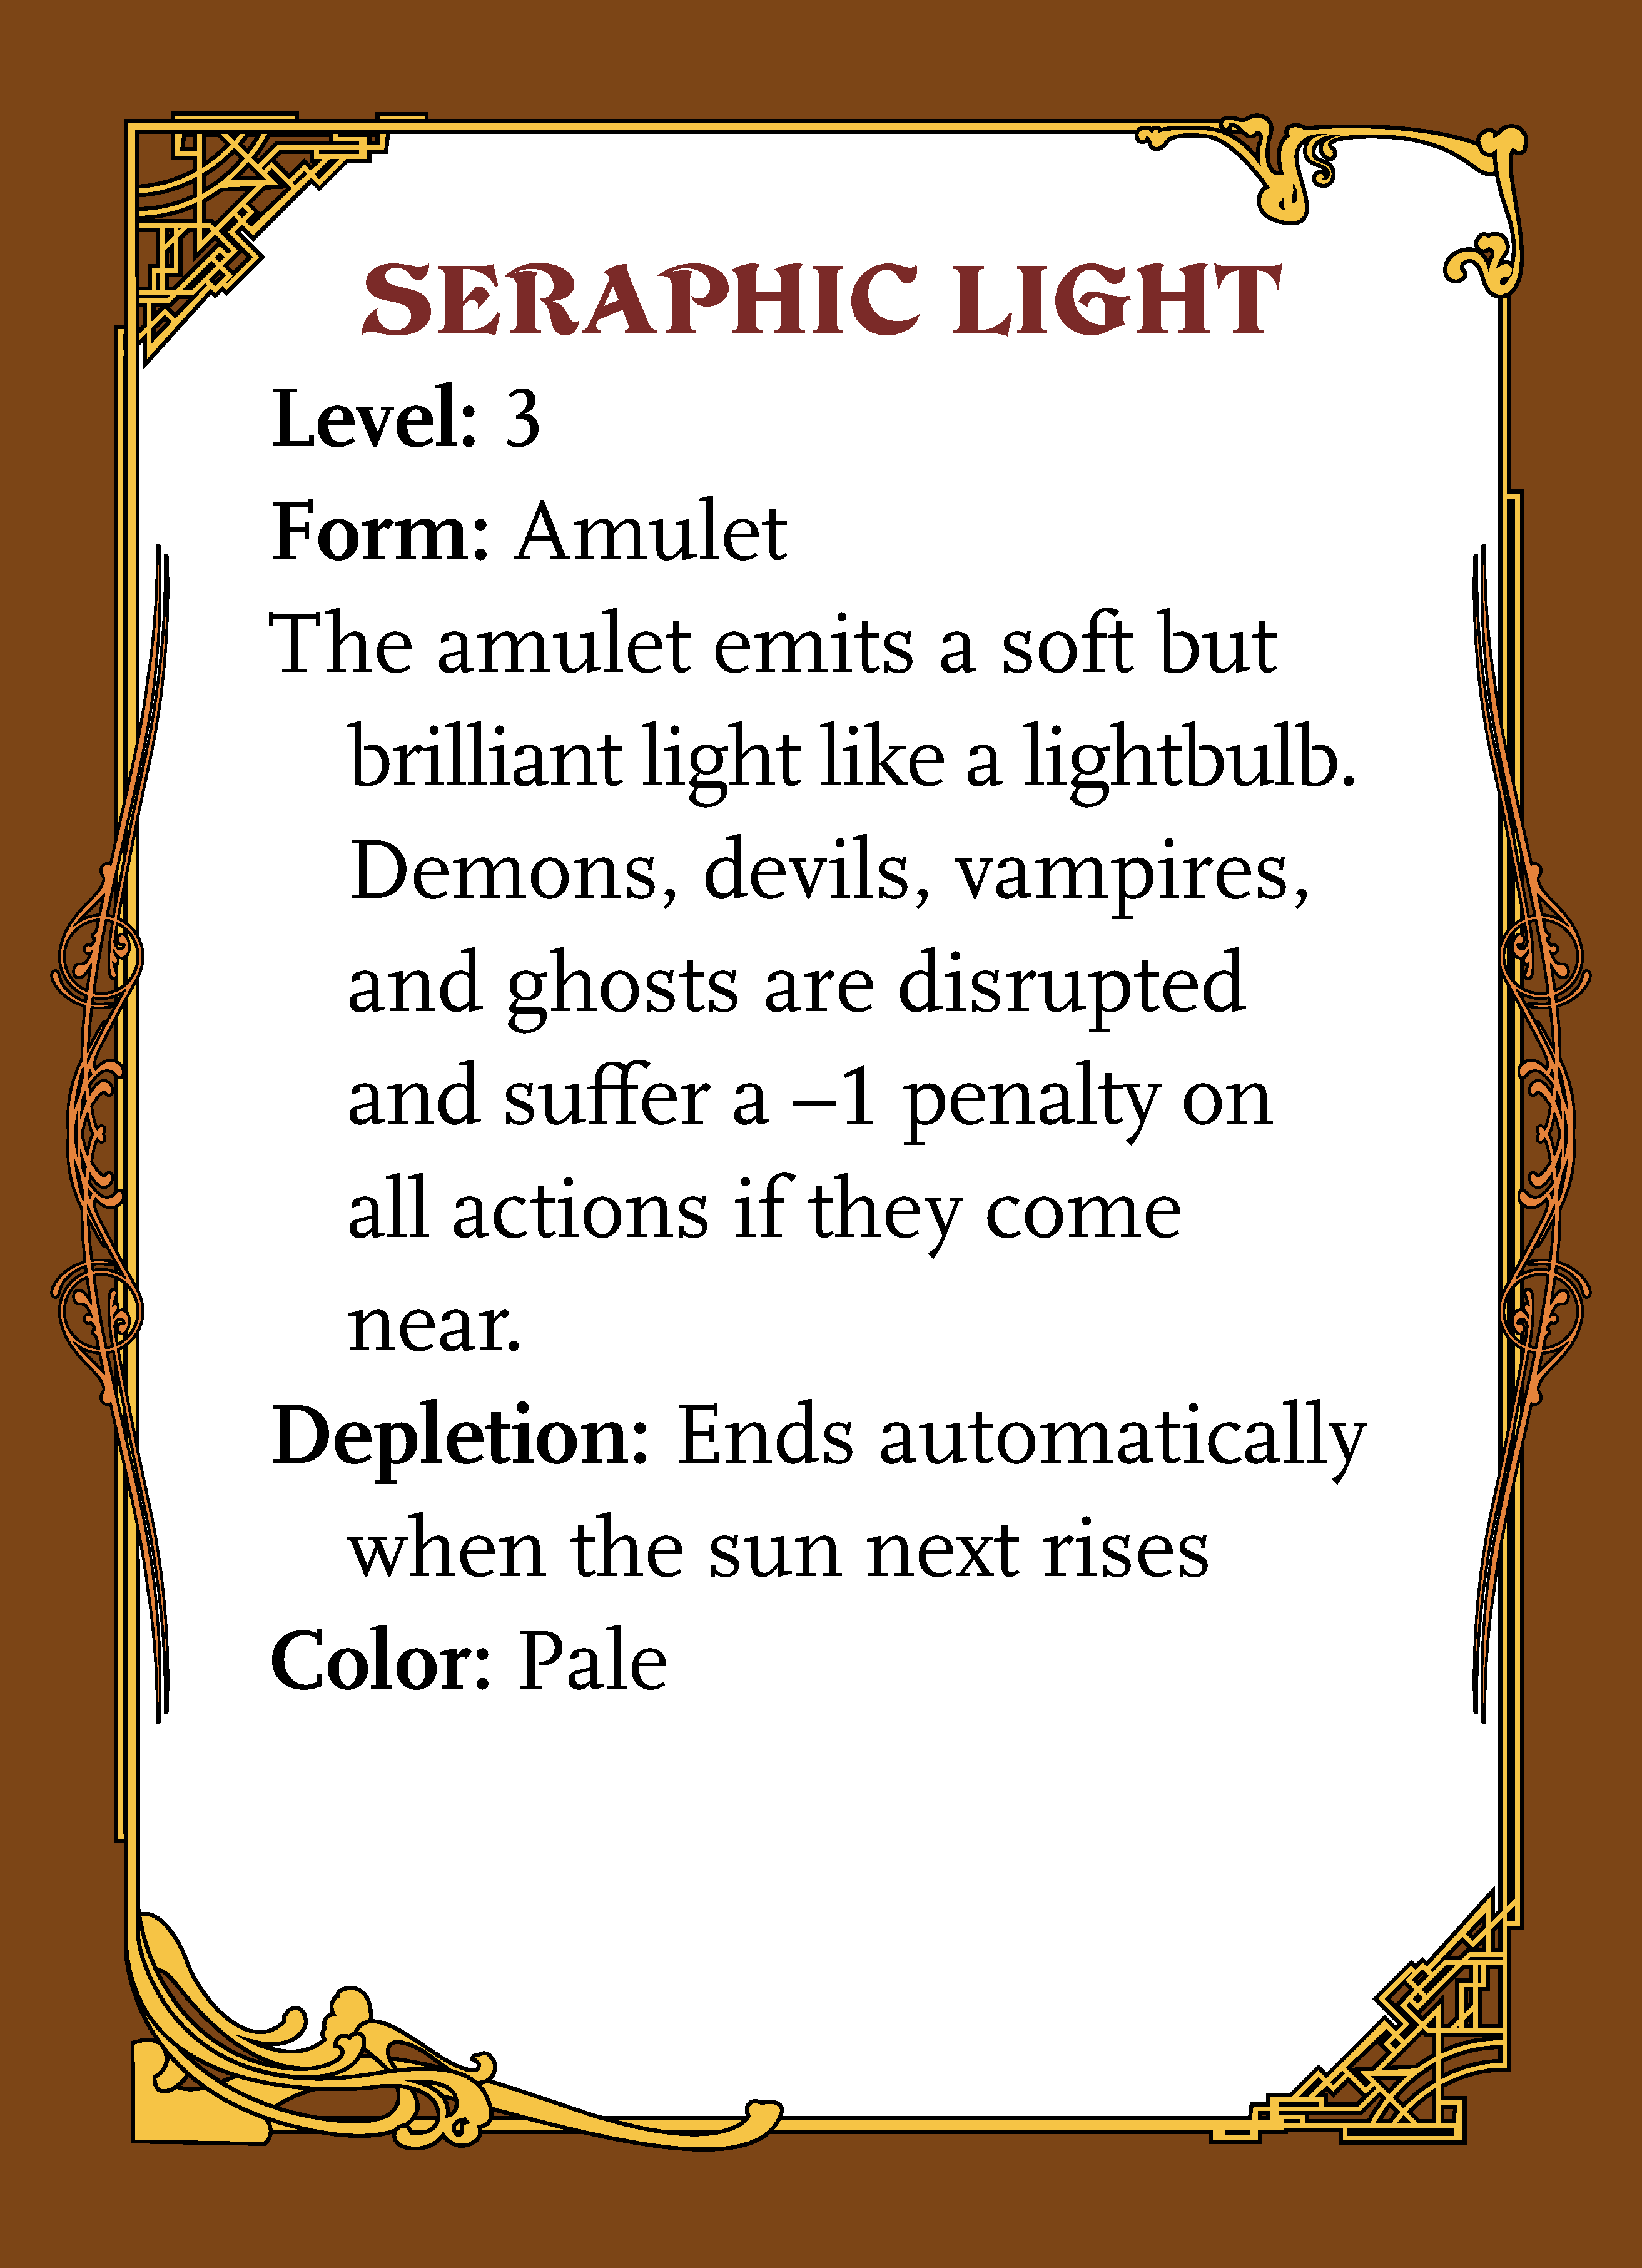 SERAPHIC LIGHT
Level: 3
Form: Amulet
The amulet emits a soft but
brilliant light like a lightbulb.
Demons, devils, vampires,
and ghosts are disrupted
and suffer a –1 penalty on
all actions if they come
near.
Depletion: Ends automatically
when the sun next rises
Color: Pale